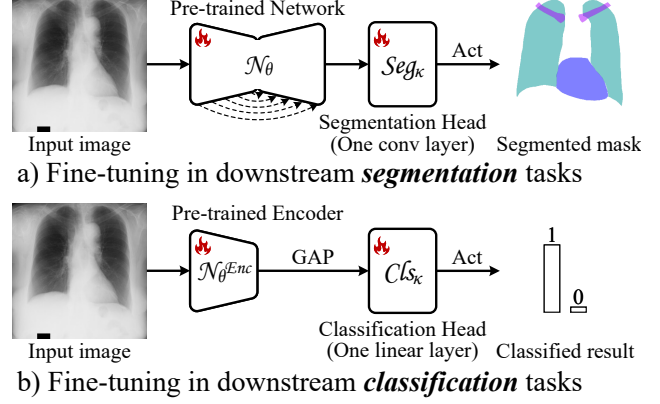 Pre-trained Network
𝒩θ
Segκ
Act
Input image
Segmentation Head
(One conv layer)
Segmented mask
a) Fine-tuning in downstream segmentation tasks
Pre-trained Encoder
𝒩θᴱⁿᶜ
GAP
Clsκ
Act
1
0
Input image
Classification Head
(One linear layer)
Classified result
b) Fine-tuning in downstream classification tasks